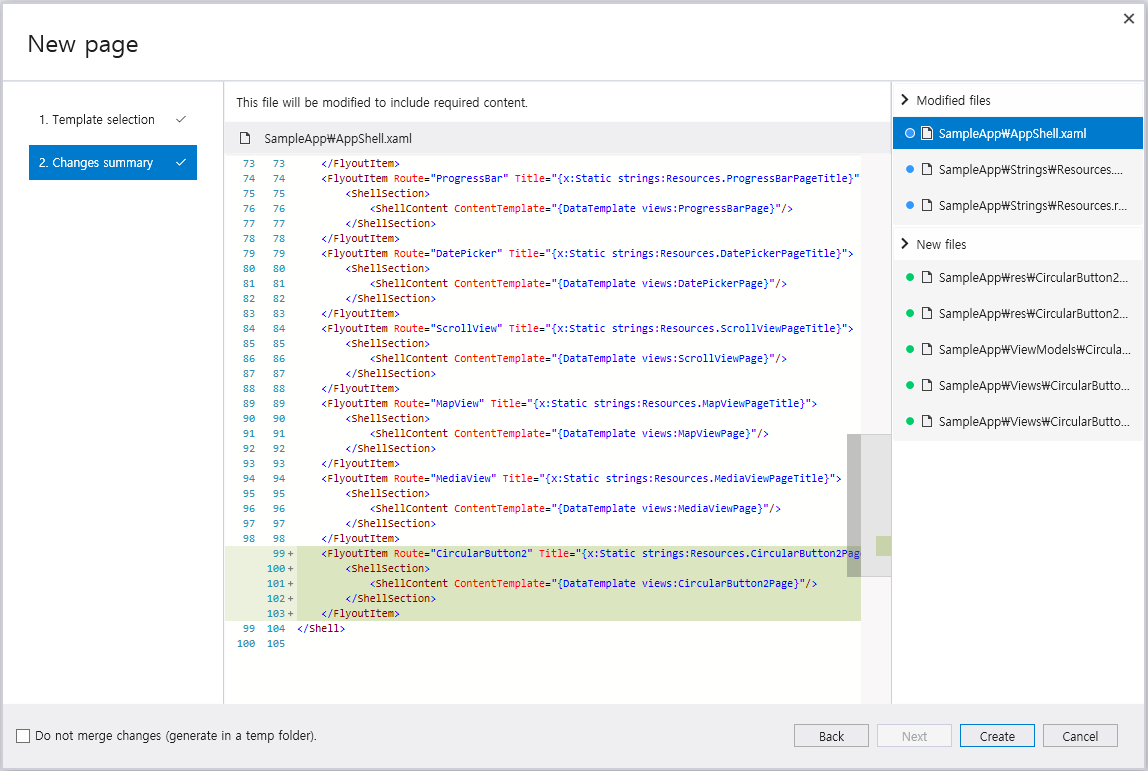 New page
1. Template selection
2. Changes summary
This file will be modified to include required content.
SampleApp₩AppShell.xaml
73 73 </FlyoutItem>
74 74 <FlyoutItem Route="ProgressBar" Title="{x:Static strings:Resources.ProgressBarPageTitle}"
75 75 <ShellSection>
76 76 <ShellContent ContentTemplate="{DataTemplate views:ProgressBarPage}"/>
77 77 </ShellSection>
78 78 </FlyoutItem>
79 79 <FlyoutItem Route="DatePicker" Title="{x:Static strings:Resources.DatePickerPageTitle}">
80 80 <ShellSection>
81 81 <ShellContent ContentTemplate="{DataTemplate views:DatePickerPage}"/>
82 82 </ShellSection>
83 83 </FlyoutItem>
84 84 <FlyoutItem Route="ScrollView" Title="{x:Static strings:Resources.ScrollViewPageTitle}">
85 85 <ShellSection>
86 86 <ShellContent ContentTemplate="{DataTemplate views:ScrollViewPage}"/>
87 87 </ShellSection>
88 88 </FlyoutItem>
89 89 <FlyoutItem Route="MapView" Title="{x:Static strings:Resources.MapViewPageTitle}">
90 90 <ShellSection>
91 91 <ShellContent ContentTemplate="{DataTemplate views:MapViewPage}"/>
92 92 </ShellSection>
93 93 </FlyoutItem>
94 94 <FlyoutItem Route="MediaView" Title="{x:Static strings:Resources.MediaViewPageTitle}">
95 95 <ShellSection>
96 96 <ShellContent ContentTemplate="{DataTemplate views:MediaViewPage}"/>
97 97 </ShellSection>
98 98 </FlyoutItem>
99 + <FlyoutItem Route="CircularButton2" Title="{x:Static strings:Resources.CircularButton2Pag
100 + <ShellSection>
101 + <ShellContent ContentTemplate="{DataTemplate views:CircularButton2Page}"/>
102 + </ShellSection>
103 + </FlyoutItem>
99 104 </Shell>
100 105
Modified files
SampleApp₩AppShell.xaml
SampleApp₩Strings₩Resources....
SampleApp₩Strings₩Resources.r...
New files
SampleApp₩res₩CircularButton2...
SampleApp₩res₩CircularButton2...
SampleApp₩ViewModels₩Circula...
SampleApp₩Views₩CircularButto...
SampleApp₩Views₩CircularButto...
Do not merge changes (generate in a temp folder).
Back
Next
Create
Cancel